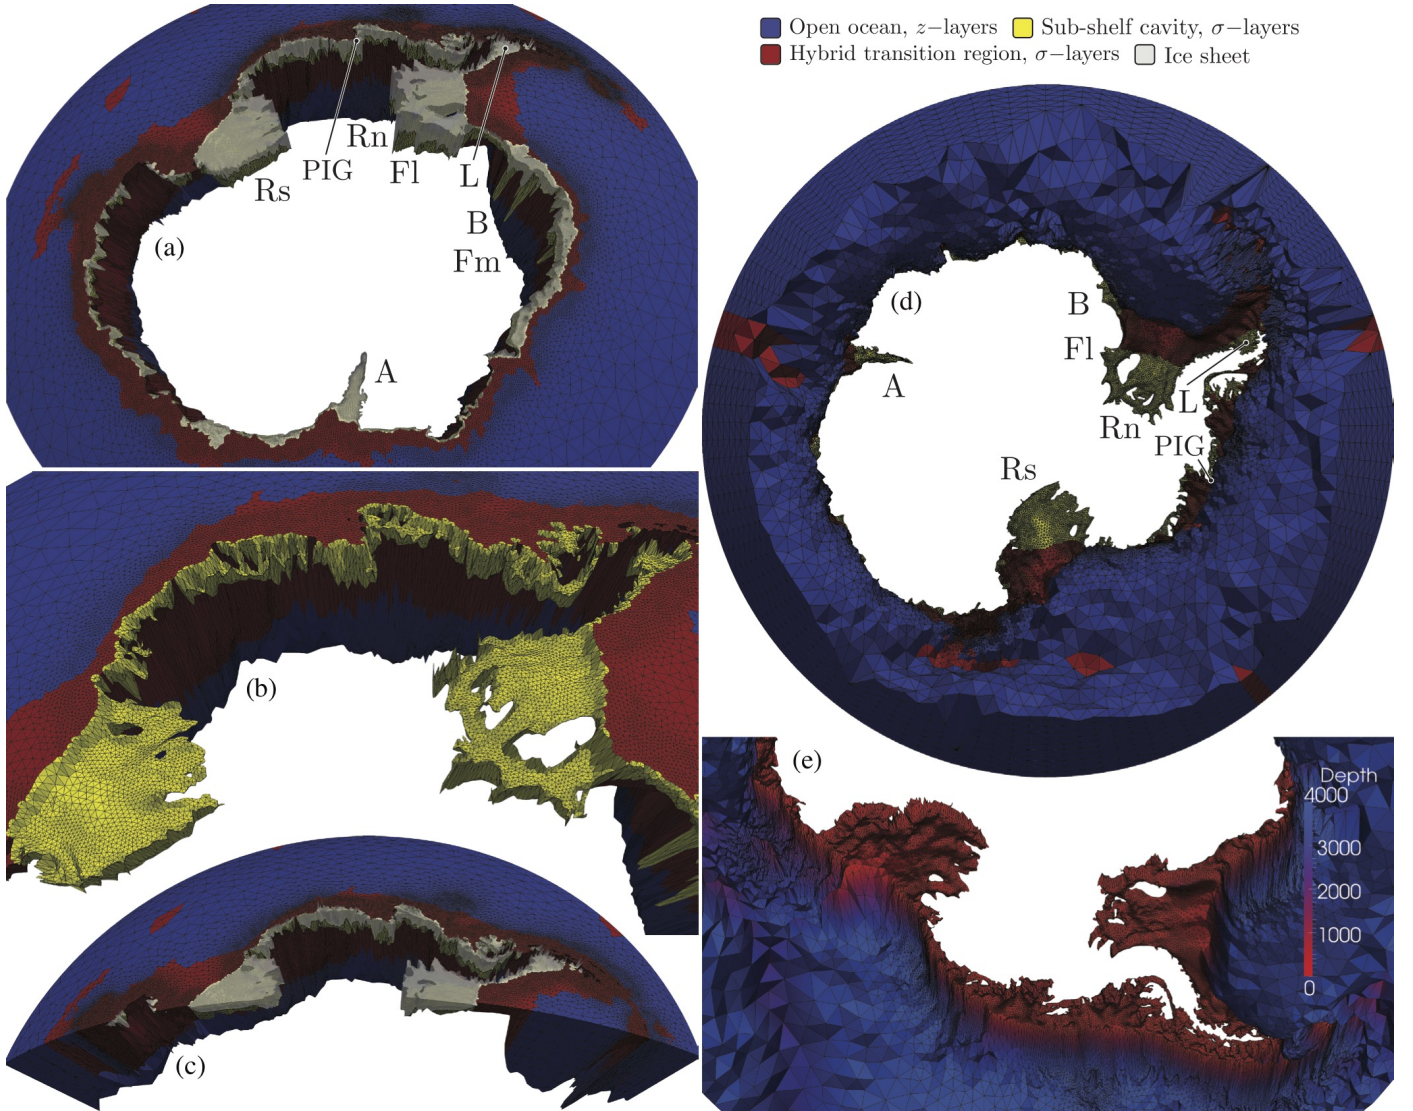 Open ocean, z−layers Sub-shelf cavity, σ−layers
Hybrid transition region, σ−layers Ice sheet
Rn
PIG
Fl
L
Rs
B
(a)
Fm
A
(b)
(c)
(d)
B
Fl
A
L
Rn
PIG
Rs
(e)
Depth
4000
3000
2000
1000
0